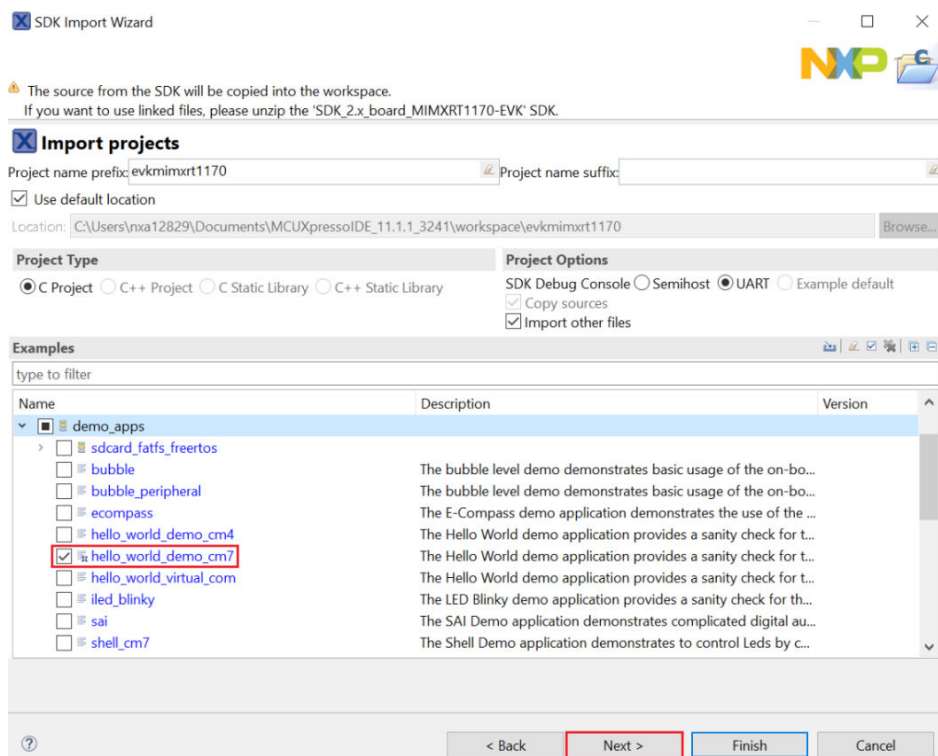 SDK Import Wizard
NXP
The source from the SDK will be copied into the workspace.
If you want to use linked files, please unzip the 'SDK_2.x_board_MIMXRT1170-EVK' SDK.
Import projects
Project name prefix: evkmimxrt1170 Project name suffix:
Use default location
Location: C:\Users\nxa12829\Documents\MCUXpressoIDE_11.1.1_3241\workspace\evkmimxrt1170 Browse...
Project Type Project Options
C Project C++ Project C Static Library C++ Static Library SDK Debug Console Semihost UART Example default
Copy sources
Import other files
Examples
type to filter
Name Description Version
demo_apps
sdcard_fatfs_freertos
bubble The bubble level demo demonstrates basic usage of the on-bo...
bubble_peripheral The bubble level demo demonstrates basic usage of the on-bo...
ecompass The E-Compass demo application demonstrates the use of the ...
hello_world_demo_cm4 The Hello World demo application provides a sanity check for t...
hello_world_demo_cm7 The Hello World demo application provides a sanity check for t...
hello_world_virtual_com The Hello World demo application provides a sanity check for t...
iled_blinky The LED Blinky demo application provides a sanity check for th...
sai The SAI Demo application demonstrates complicated digital au...
shell_cm7 The Shell Demo application demonstrates to control Leds by c...
< Back Next > Finish Cancel